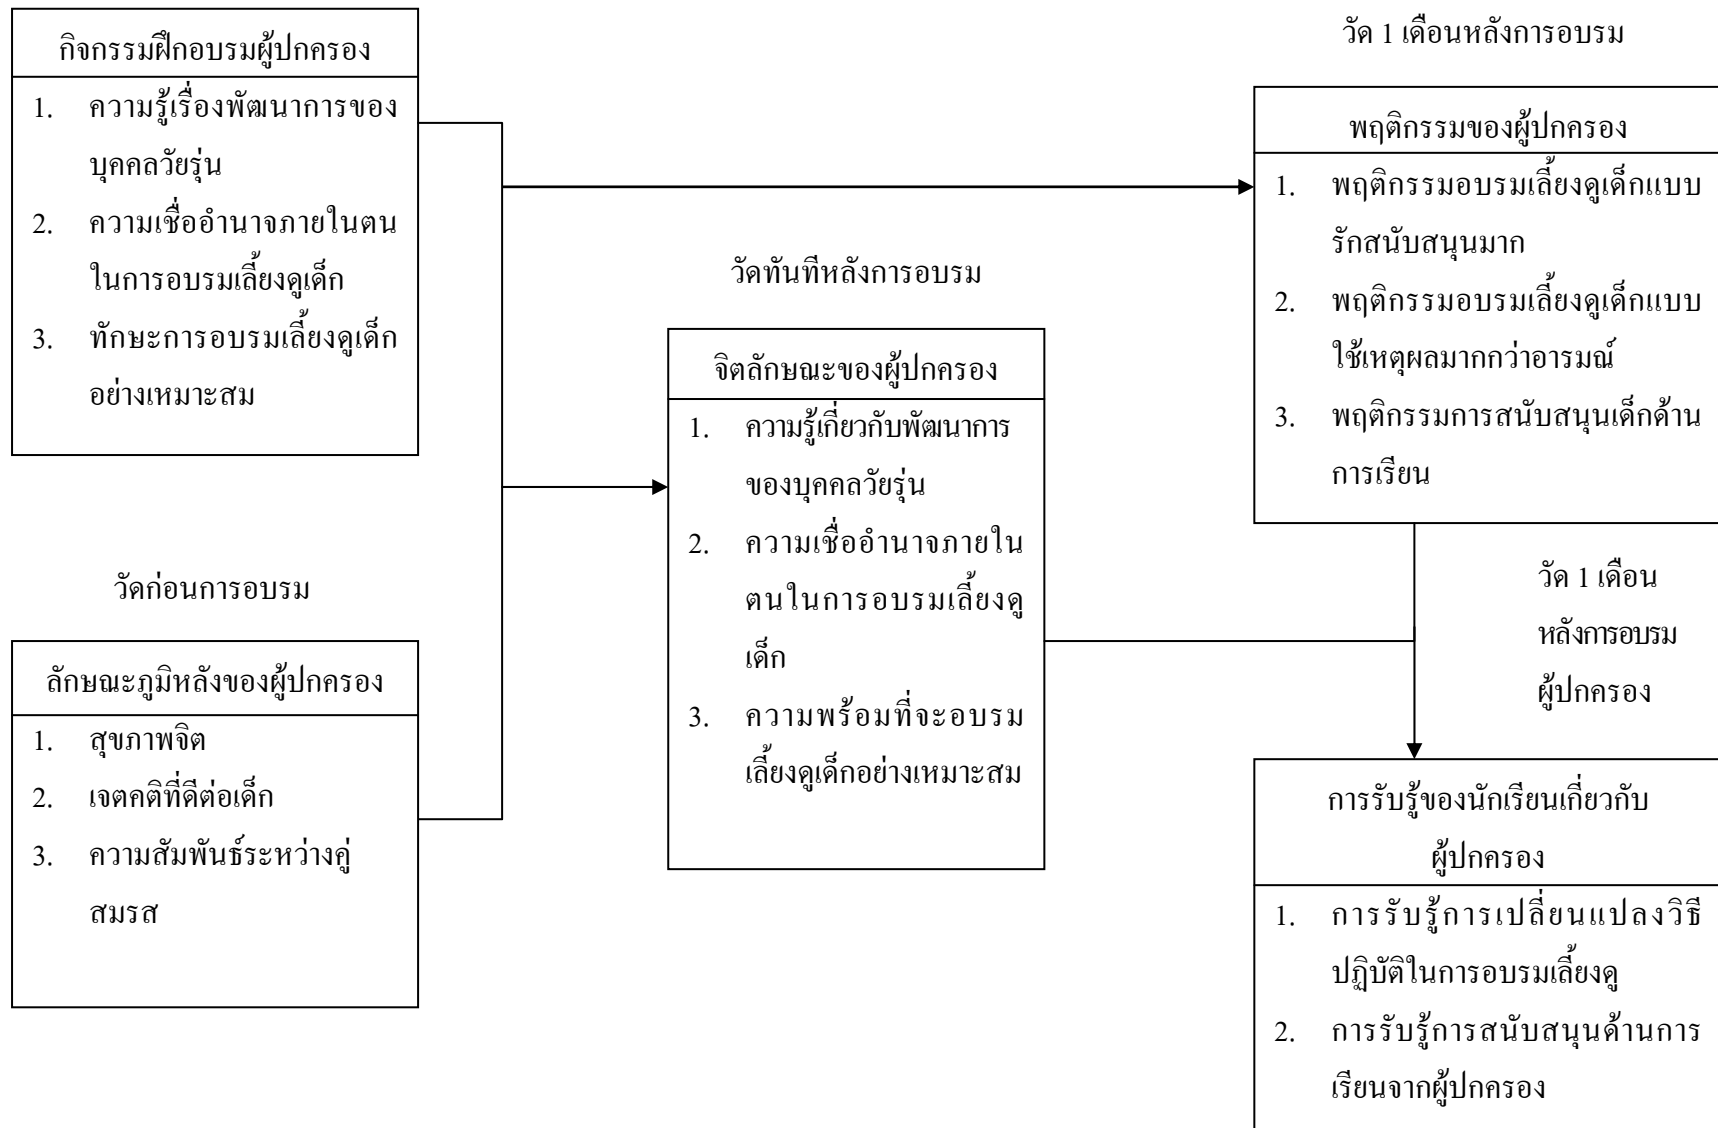 กิจกรรมฝึกอบรมผู้ปกครอง
1. ความรู้เรื่องพัฒนาการของ
บุคคลวัยรุ่น
2. ความเชื่ออำนาจภายในตน
ในการอบรมเลี้ยงดูเด็ก
3. ทักษะการอบรมเลี้ยงดูเด็ก
อย่างเหมาะสม
วัดก่อนการอบรม
ลักษณะภูมิหลังของผู้ปกครอง
1. สุขภาพจิต
2. เจตคติที่ดีต่อเด็ก
3. ความสัมพันธ์ระหว่างคู่
สมรส
วัดทันทีหลังการอบรม
จิตลักษณะของผู้ปกครอง
1. ความรู้เกี่ยวกับพัฒนาการ
ของบุคคลวัยรุ่น
2. ความเชื่ออำนาจภายใน
ตนในการอบรมเลี้ยงดู
เด็ก
3. ความพร้อมที่จะอบรม
เลี้ยงดูเด็กอย่างเหมาะสม
วัด 1 เดือนหลังการอบรม
พฤติกรรมของผู้ปกครอง
1. พฤติกรรมอบรมเลี้ยงดูเด็กแบบ
รักสนับสนุนมาก
2. พฤติกรรมอบรมเลี้ยงดูเด็กแบบ
ใช้เหตุผลมากกว่าอารมณ์
3. พฤติกรรมการสนับสนุนเด็กด้าน
การเรียน
วัด 1 เดือน
หลังการอบรม
ผู้ปกครอง
การรับรู้ของนักเรียนเกี่ยวกับ
ผู้ปกครอง
1. การรับรู้การเปลี่ยนแปลงวิธี
ปฏิบัติในการอบรมเลี้ยงดู
2. การรับรู้การสนับสนุนด้านการ
เรียนจากผู้ปกครอง